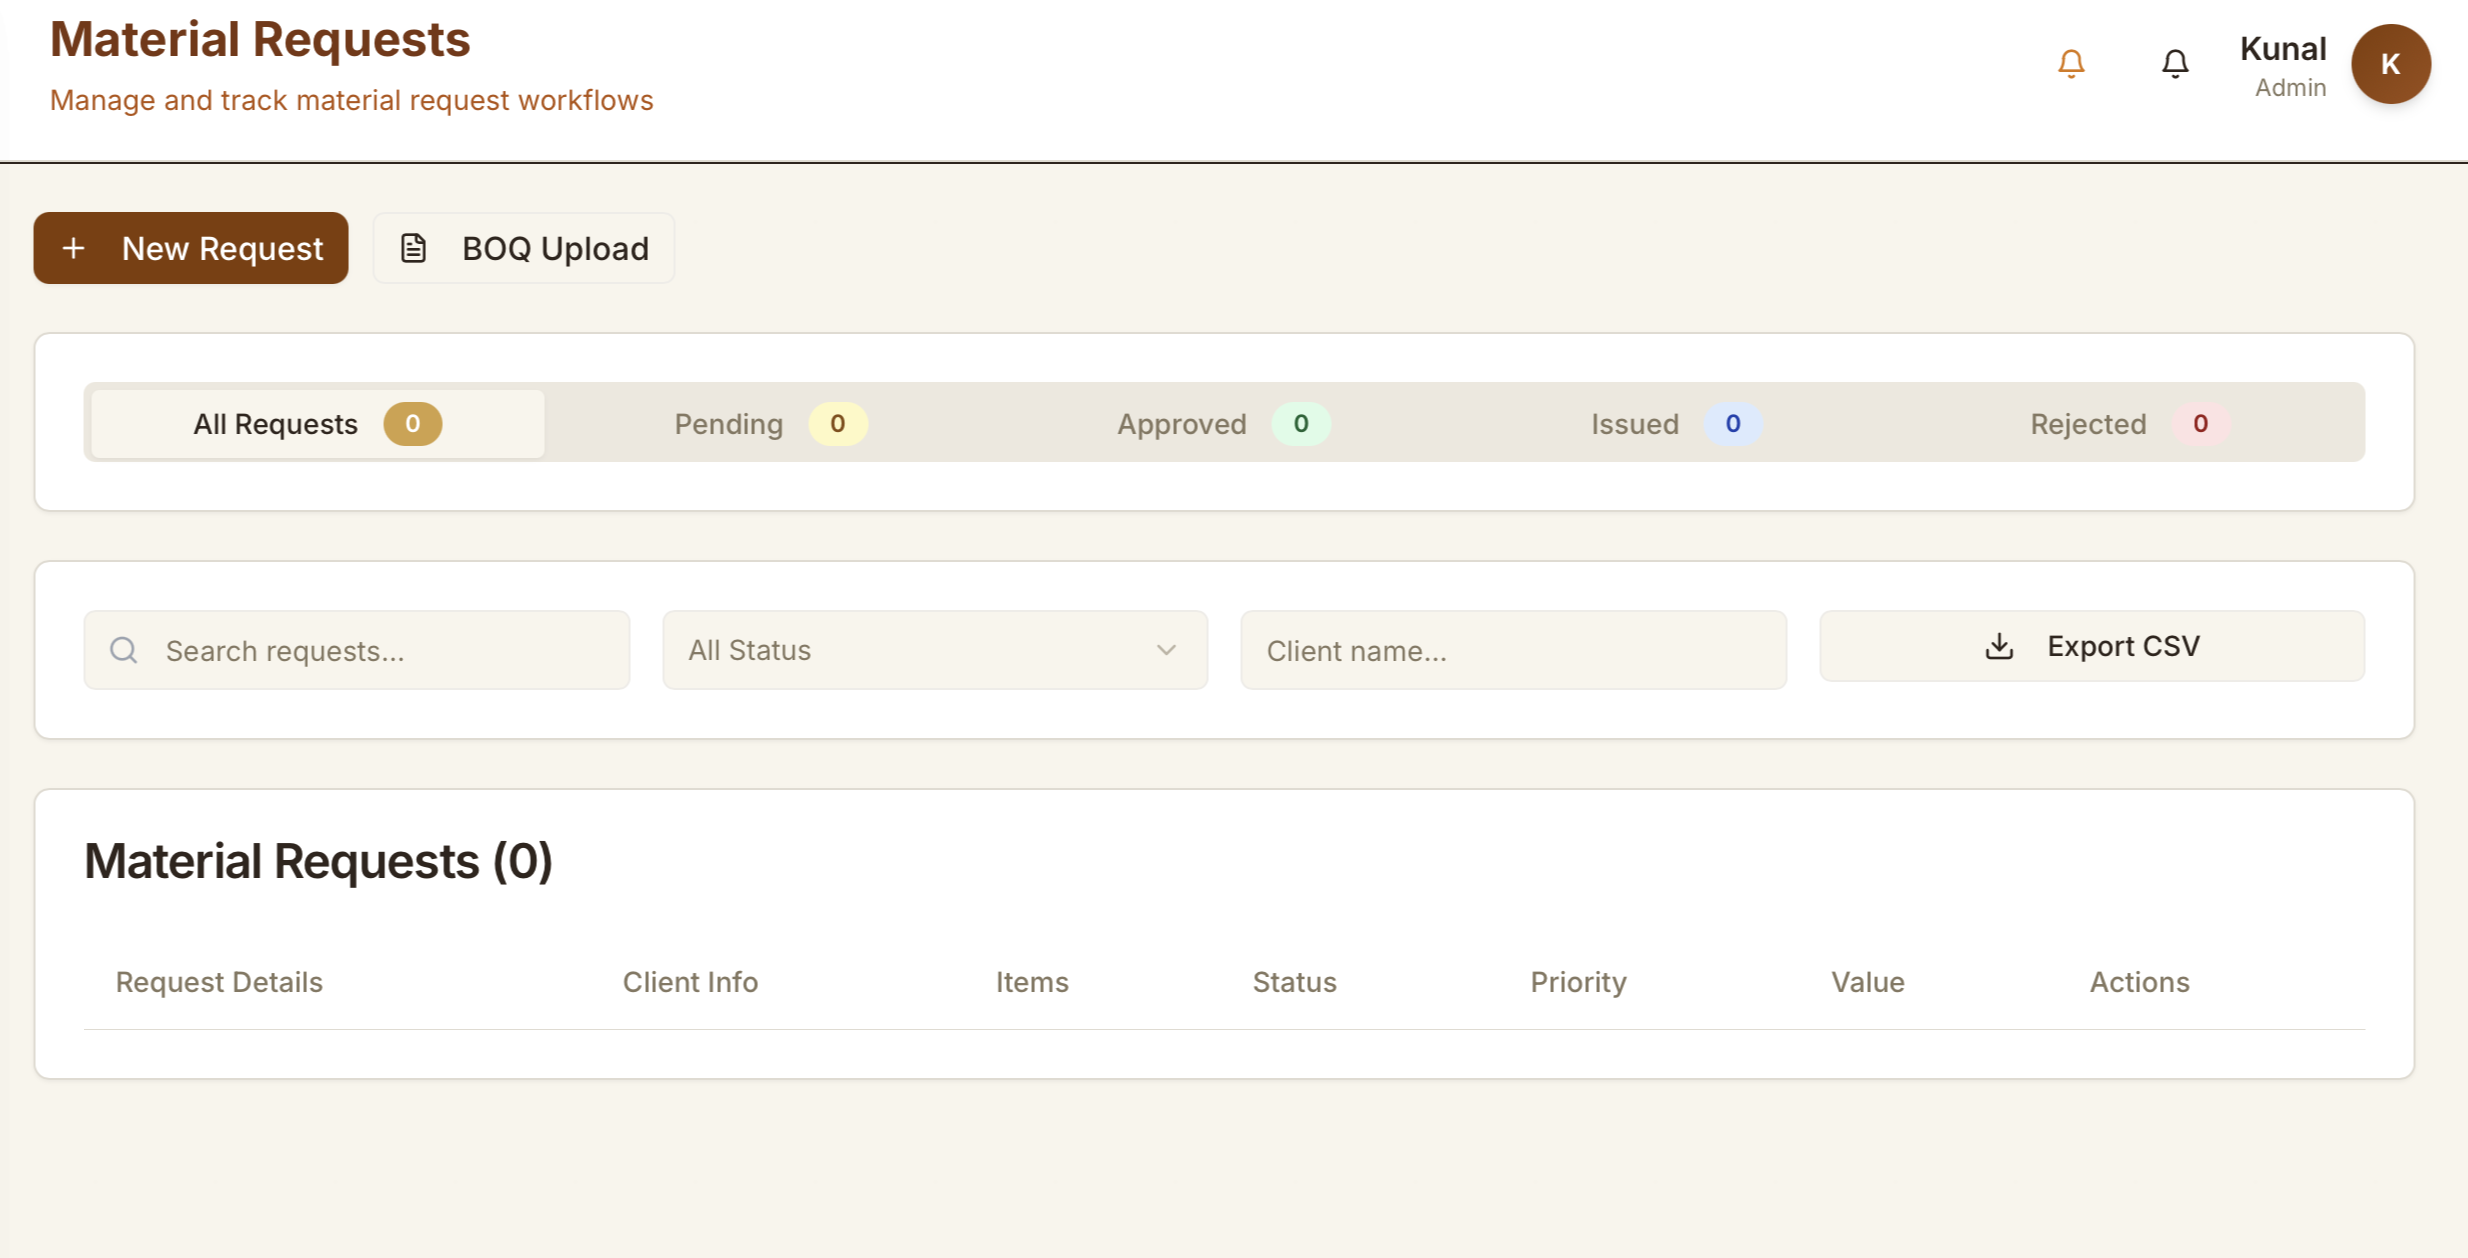 Material Requests
Manage and track material request workflows
Kunal
Admin
K
New Request
BOQ Upload
All Requests 0
Pending 0
Approved 0
Issued 0
Rejected 0
Search requests...
All Status
Client name...
Export CSV
Material Requests (0)
Request Details Client Info Items Status Priority Value Actions